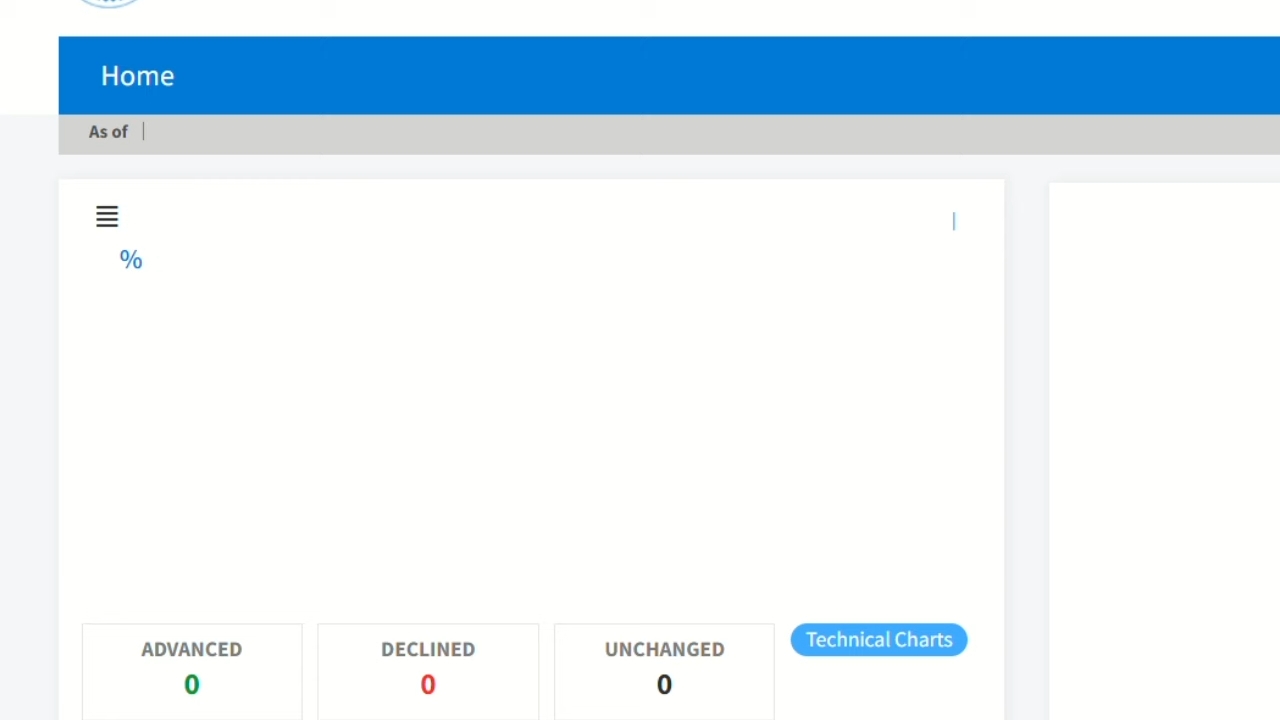 Home
As of |
|
%
ADVANCED DECLINED UNCHANGED Technical Charts
0 0 0